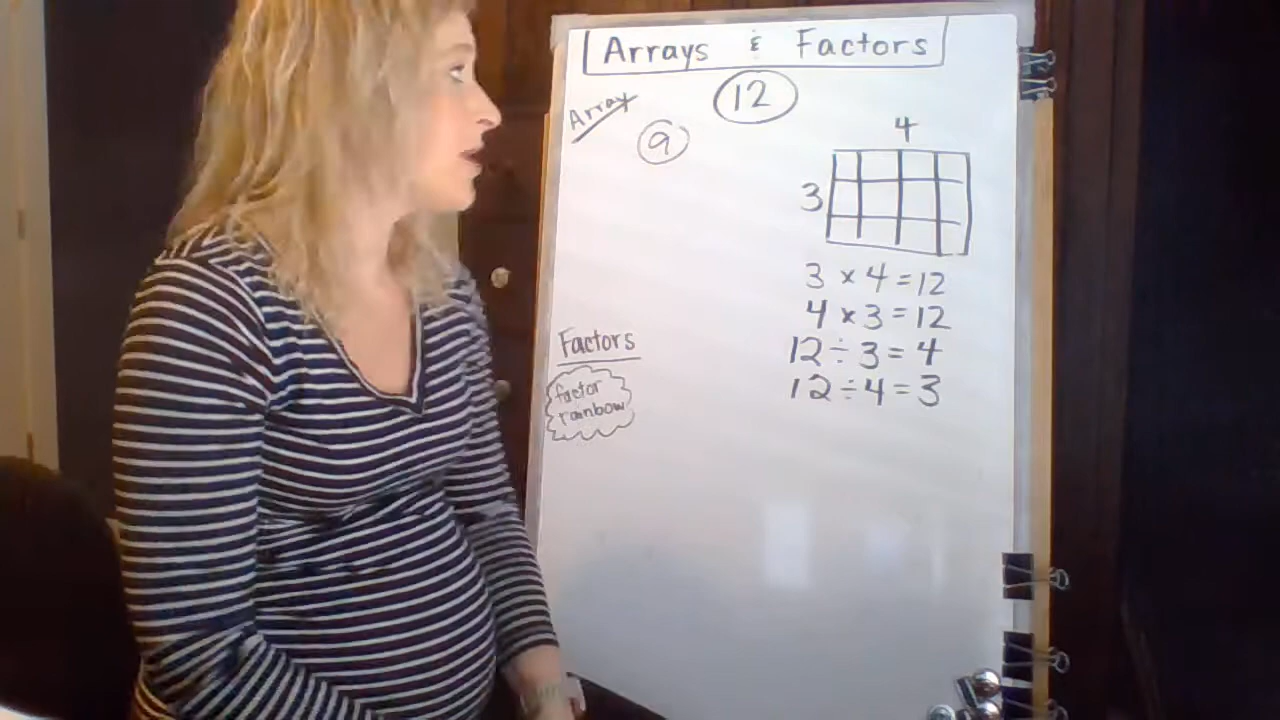 Arrays & Factors
12
Array
9
4
3
3 x 4 = 12
4 x 3 = 12
12 ÷ 3 = 4
12 ÷ 4 = 3
Factors
factor
rainbow